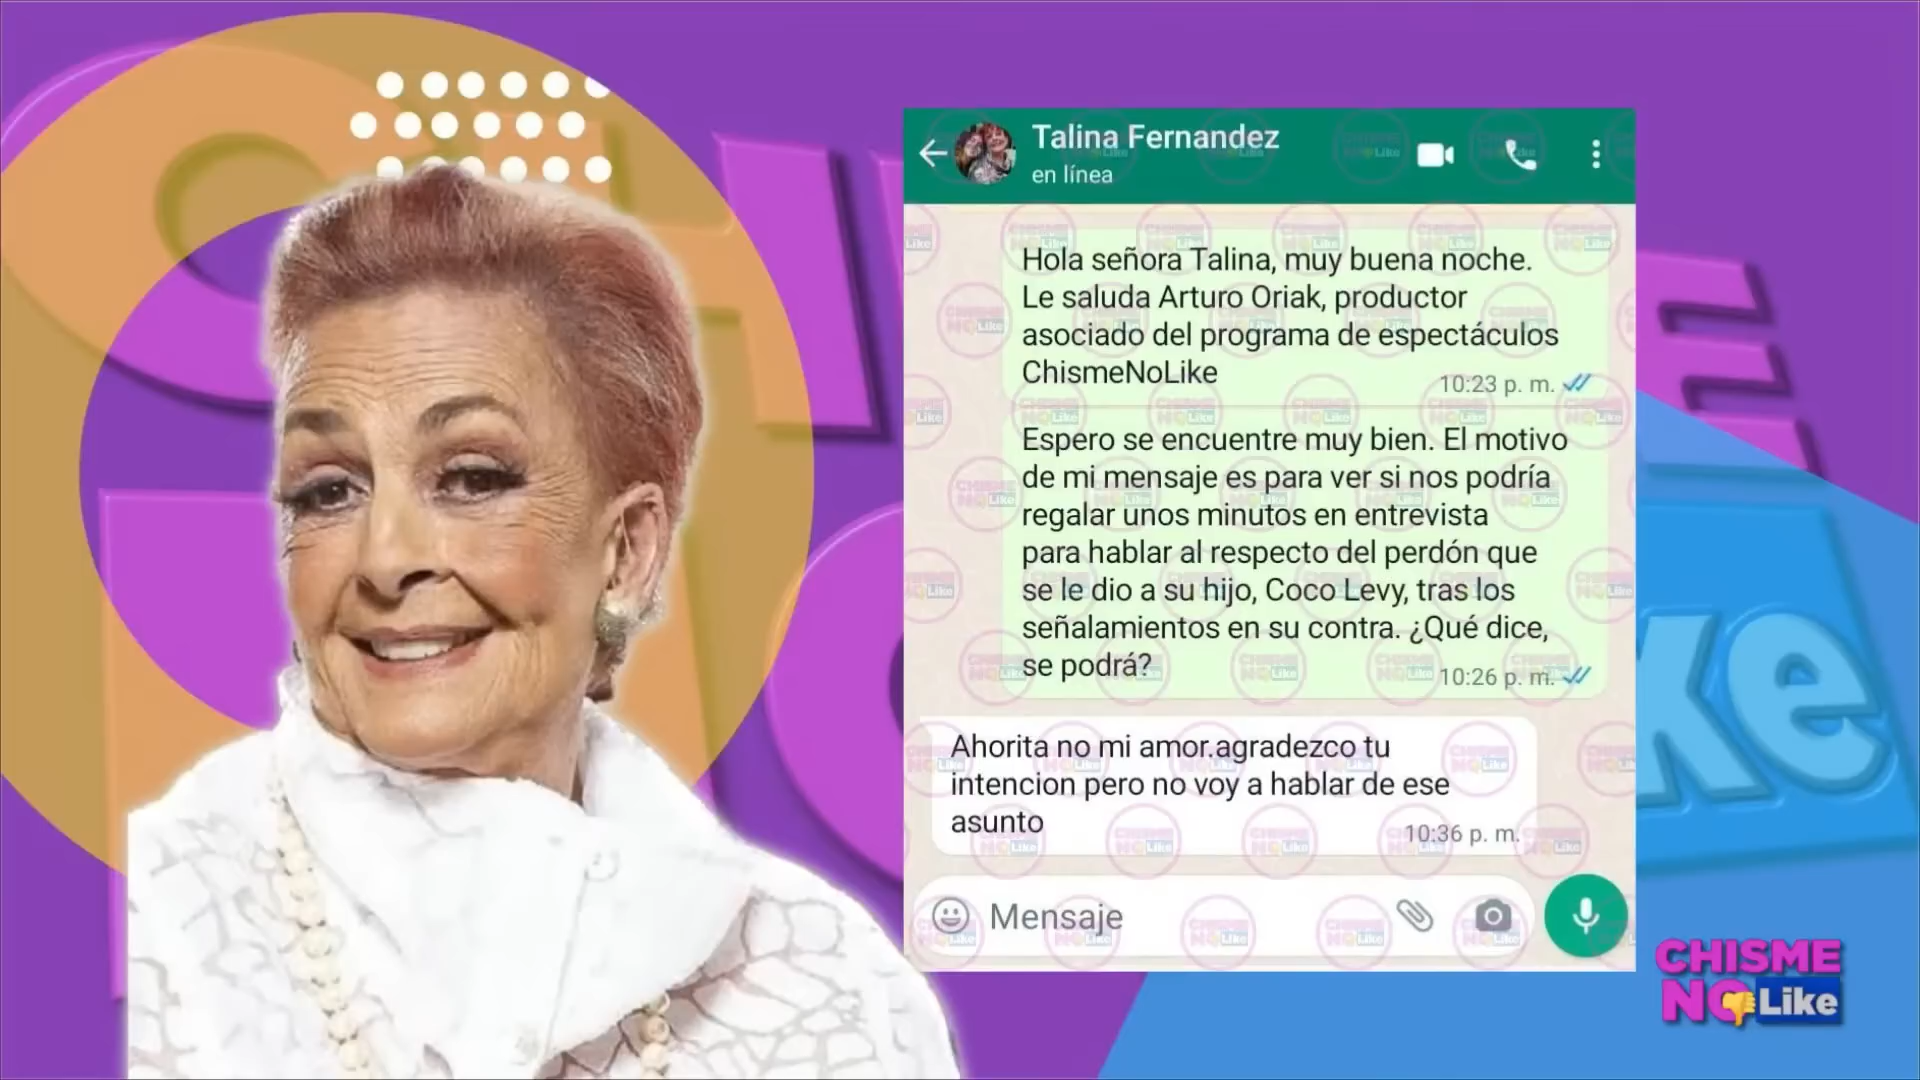 Talina Fernandez
en línea
Hola señora Talina, muy buena noche.
Le saluda Arturo Oriak, productor
asociado del programa de espectáculos
ChismeNoLike
10:23 p. m.
Espero se encuentre muy bien. El motivo
de mi mensaje es para ver si nos podría
regalar unos minutos en entrevista
para hablar al respecto del perdón que
se le dio a su hijo, Coco Levy, tras los
señalamientos en su contra. ¿Qué dice,
se podrá?
10:26 p. m.
Ahorita no mi amor.agradezco tu
intencion pero no voy a hablar de ese
asunto
10:36 p. m.
Mensaje
CHISME
NO Like